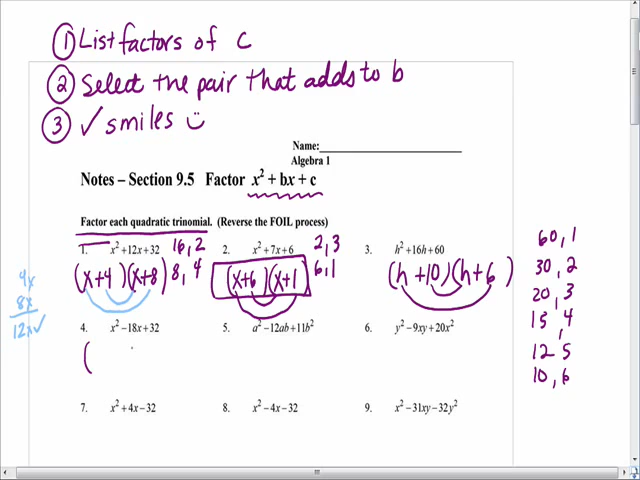 ① List factors of c
② Select the pair that adds to b
③ ✓ smiles ☺
Name:
Algebra 1
Notes – Section 9.5 Factor x² + bx + c
Factor each quadratic trinomial. (Reverse the FOIL process)
1. x² +12x +32 16, 2
8, 4
(x+4)(x+8)
4x
8x
12x✓
2. x² +7x + 6 2, 3
6, 1
(x+6)(x+1)
3. h² +16h + 60
(h+10)(h+6)
60, 1
30, 2
20, 3
15, 4
12, 5
10, 6
4. x² –18x +32
(
5. a² –12ab +11b²
6. y² – 9xy + 20x²
7. x² + 4x – 32
8. x² – 4x – 32
9. x² – 31xy – 32y²